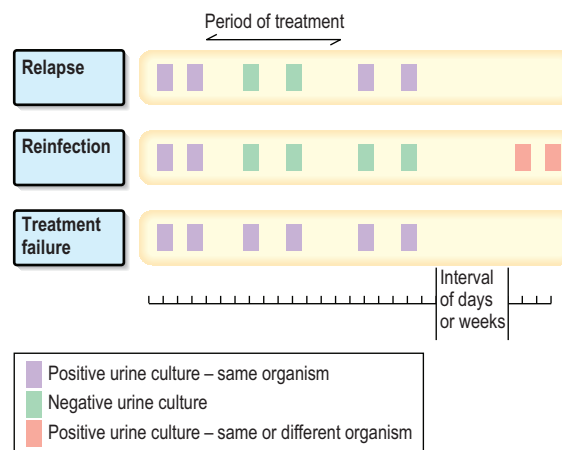 Period of treatment
Relapse
Reinfection
Treatment
failure
Interval
of days
or weeks
Positive urine culture – same organism
Negative urine culture
Positive urine culture – same or different organism